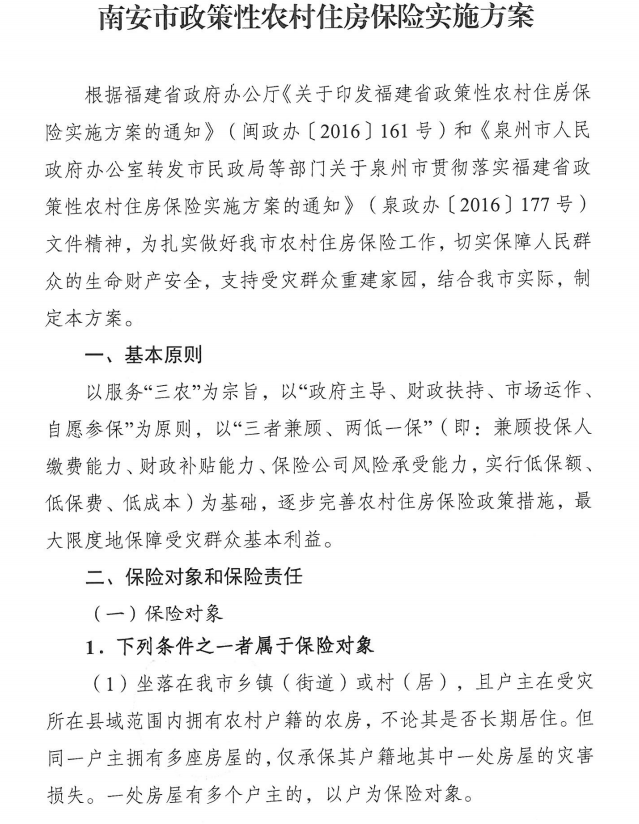 南安市政策性农村住房保险实施方案
根据福建省政府办公厅《关于印发福建省政策性农村住房保
险实施方案的通知》（闽政办〔2016〕161 号）和《泉州市人民
政府办公室转发市民政局等部门关于泉州市贯彻落实福建省政
策性农村住房保险实施方案的通知》（泉政办〔2016〕177 号）
文件精神，为扎实做好我市农村住房保险工作，切实保障人民群
众的生命财产安全，支持受灾群众重建家园，结合我市实际，制
定本方案。
一、基本原则
以服务“三农”为宗旨，以“政府主导、财政扶持、市场运作、
自愿参保”为原则，以“三者兼顾、两低一保”（即：兼顾投保人
缴费能力、财政补贴能力、保险公司风险承受能力，实行低保额、
低保费、低成本）为基础，逐步完善农村住房保险政策措施，最
大限度地保障受灾群众基本利益。
二、保险对象和保险责任
（一）保险对象
1．下列条件之一者属于保险对象
（1）坐落在我市乡镇（街道）或村（居），且户主在受灾
所在县域范围内拥有农村户籍的农房，不论其是否长期居住。但
同一户主拥有多座房屋的，仅承保其户籍地其中一处房屋的灾害
损失。一处房屋有多个户主的，以户为保险对象。